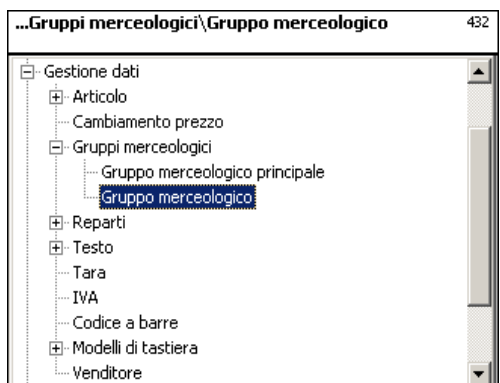 ...Gruppi merceologici\Gruppo merceologico 432
Gestione dati
Articolo
Cambiamento prezzo
Gruppi merceologici
Gruppo merceologico principale
Gruppo merceologico
Reparti
Testo
Tara
IVA
Codice a barre
Modelli di tastiera
Venditore